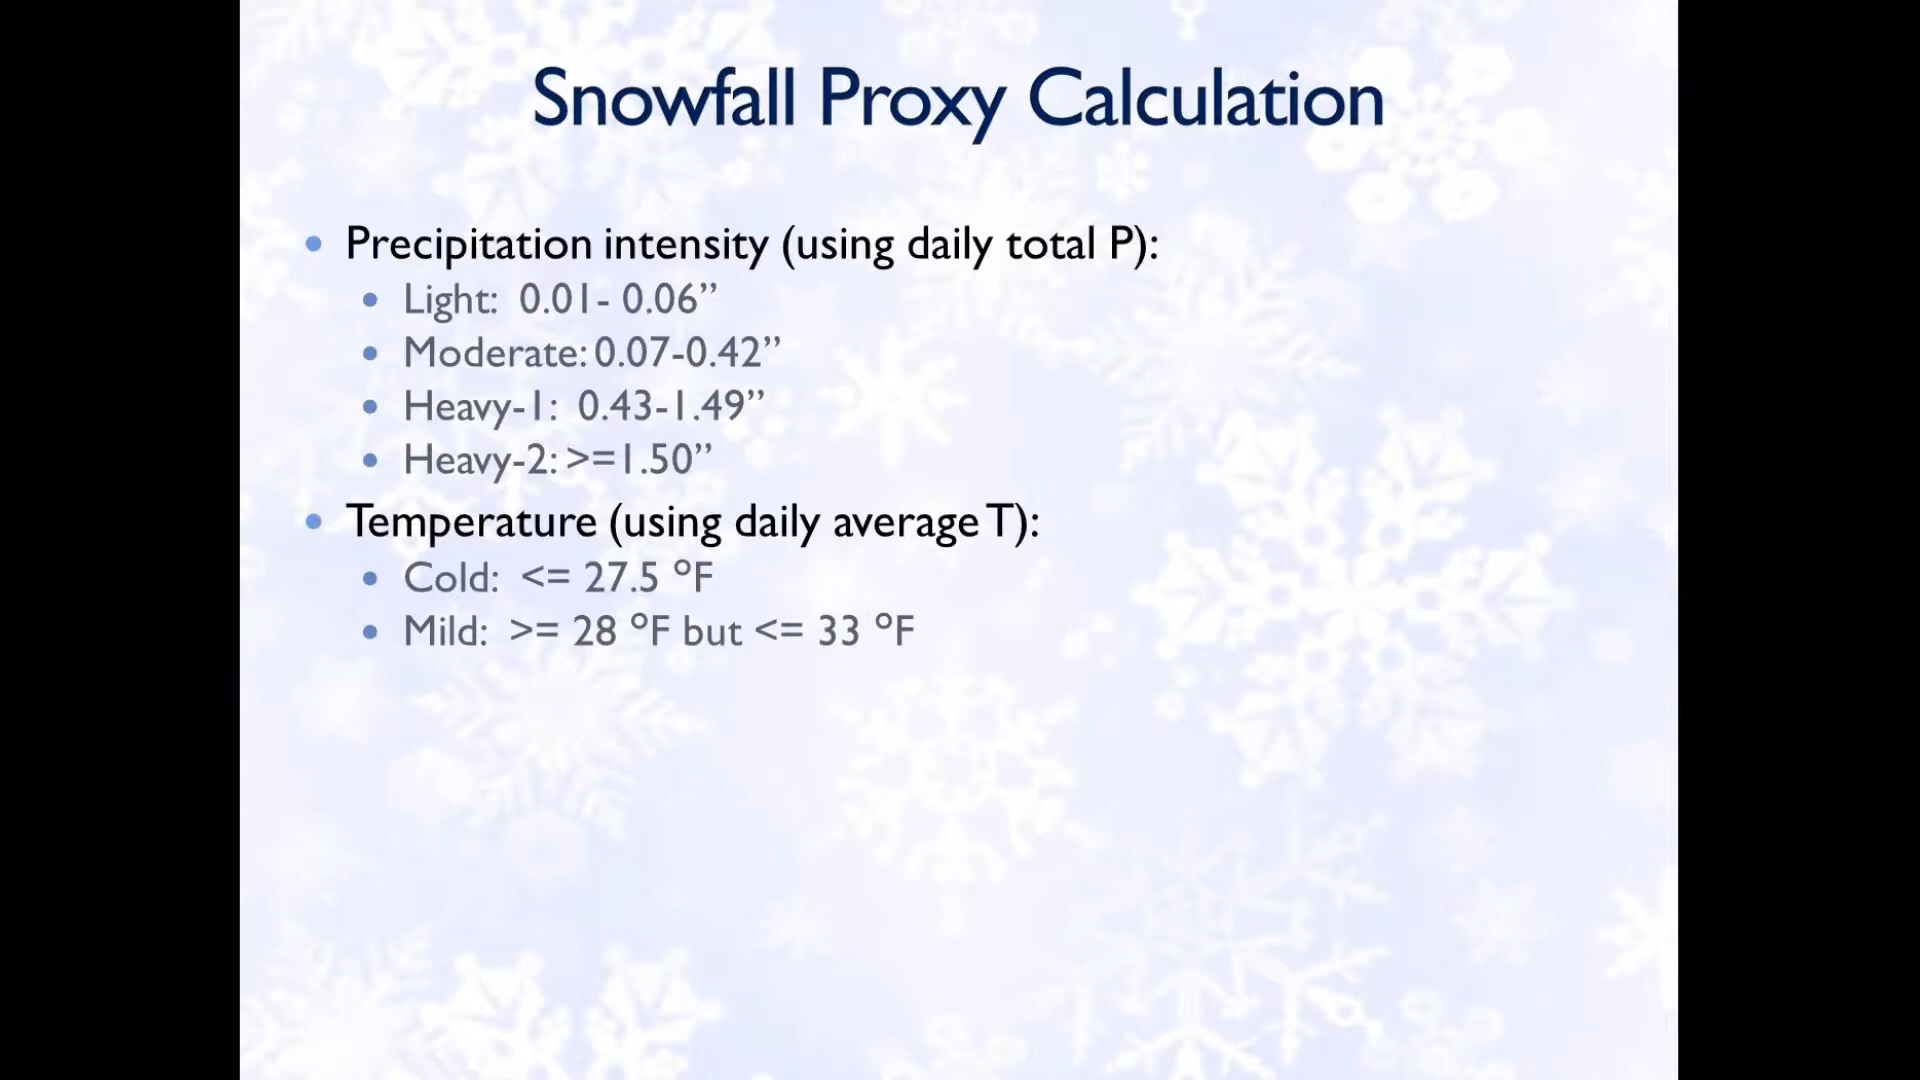 Snowfall Proxy Calculation
• Precipitation intensity (using daily total P):
• Light: 0.01- 0.06”
• Moderate: 0.07-0.42”
• Heavy-1: 0.43-1.49”
• Heavy-2: >=1.50”
• Temperature (using daily average T):
• Cold: <= 27.5 °F
• Mild: >= 28 °F but <= 33 °F